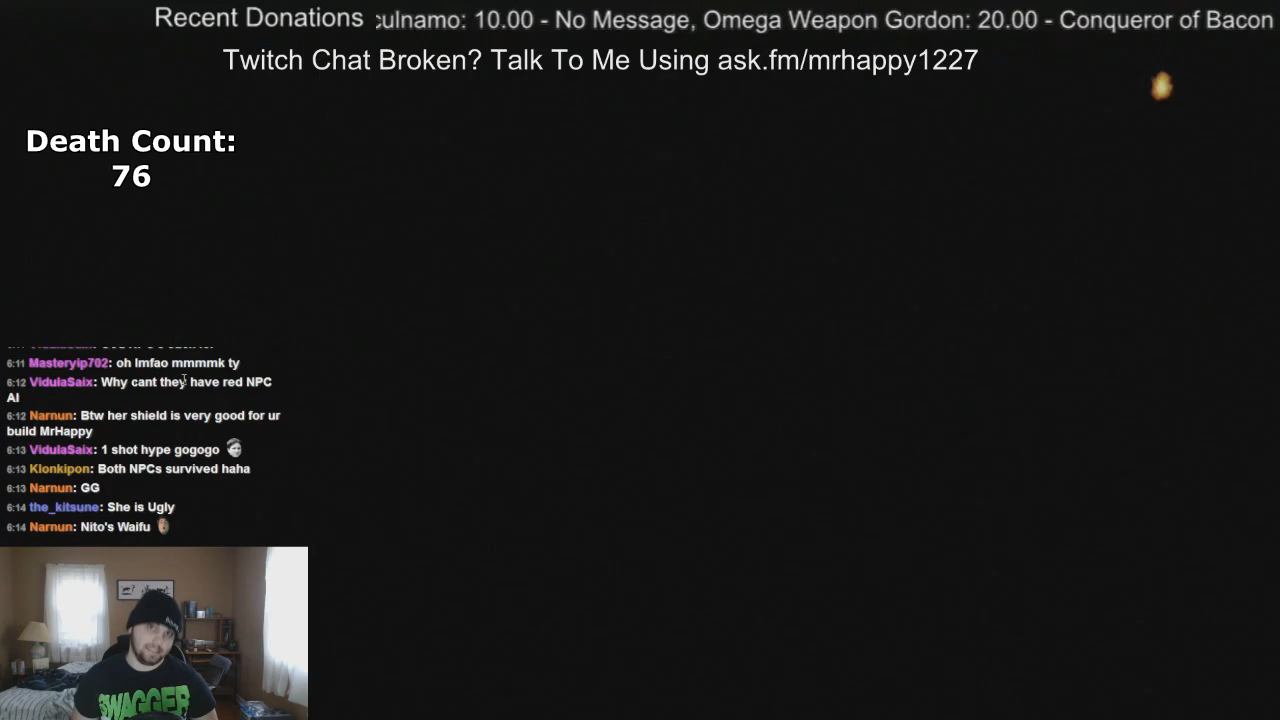 Recent Donations culnamo: 10.00 - No Message, Omega Weapon Gordon: 20.00 - Conqueror of Bacon
Twitch Chat Broken? Talk To Me Using ask.fm/mrhappy1227
Death Count:
76
6:11 Masteryip702: oh lmfao mmmmk ty
6:12 VidulaSaix: Why cant they have red NPC
AI
6:12 Narnun: Btw her shield is very good for ur
build MrHappy
6:13 VidulaSaix: 1 shot hype gogogo
6:13 Klonkipon: Both NPCs survived haha
6:13 Narnun: GG
6:14 the_kitsune: She is Ugly
6:14 Narnun: Nito's Waifu
SWAGGER